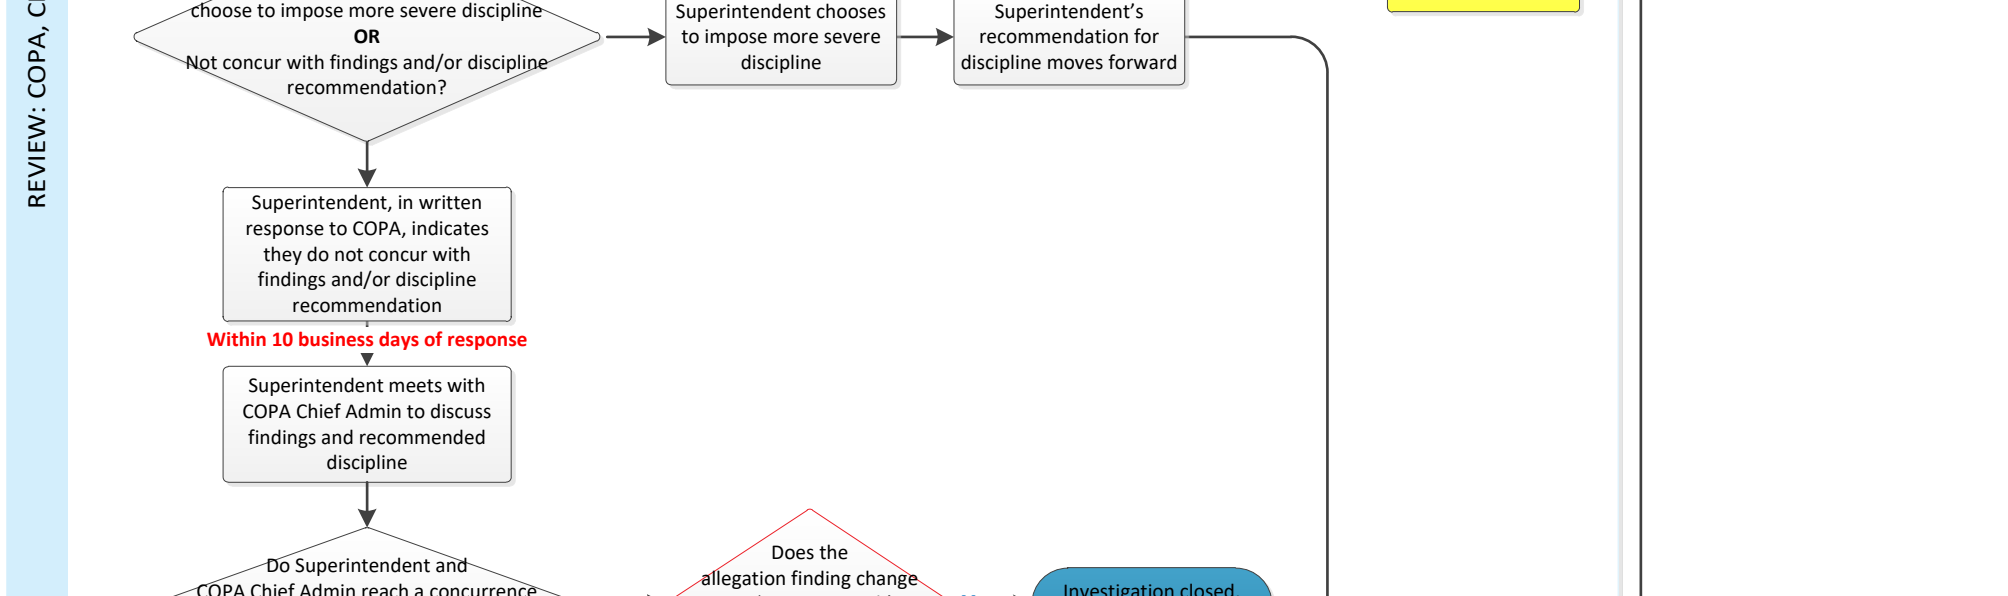 REVIEW: COPA,
choose to impose more severe discipline
OR
Not concur with findings and/or discipline
recommendation?
Superintendent chooses
to impose more severe
discipline
Superintendent's
recommendation for
discipline moves forward
Superintendent, in written
response to COPA, indicates
they do not concur with
findings and/or discipline
recommendation
Within 10 business days of response
Superintendent meets with
COPA Chief Admin to discuss
findings and recommended
discipline
Do Superintendent and
COPA Chief Admin reach a concurrence
Does the
allegation finding change
Investigation closed.